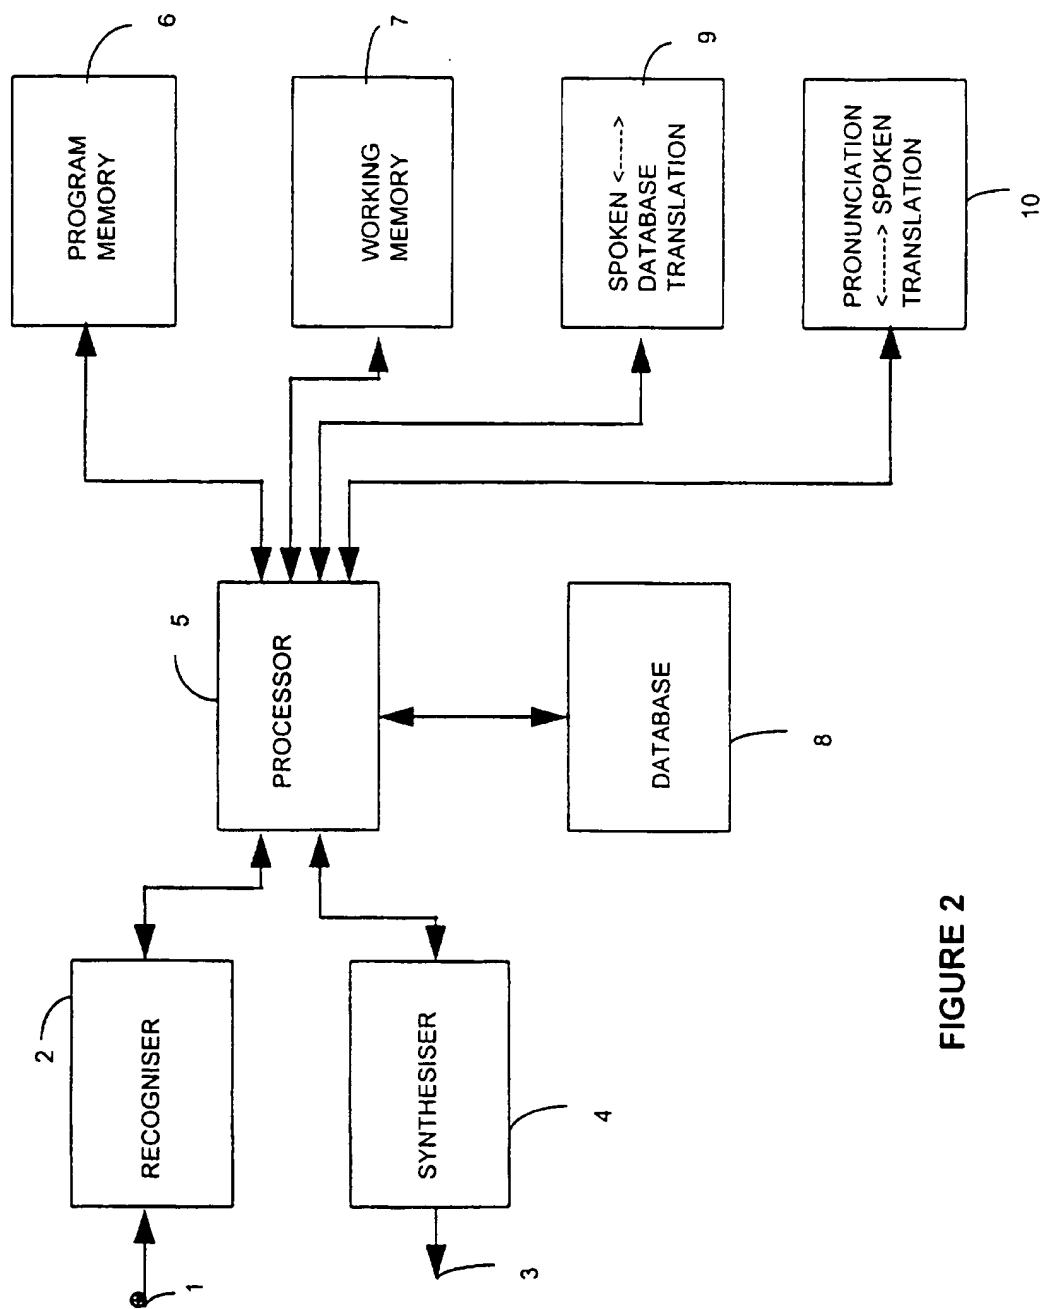 1
2
RECOGNISER
3
SYNTHESISER
4
5
PROCESSOR
DATABASE
8
6
PROGRAM
MEMORY
7
WORKING
MEMORY
9
SPOKEN <----->
DATABASE
TRANSLATION
PRONUNCIATION
<-------> SPOKEN
TRANSLATION
10
FIGURE 2